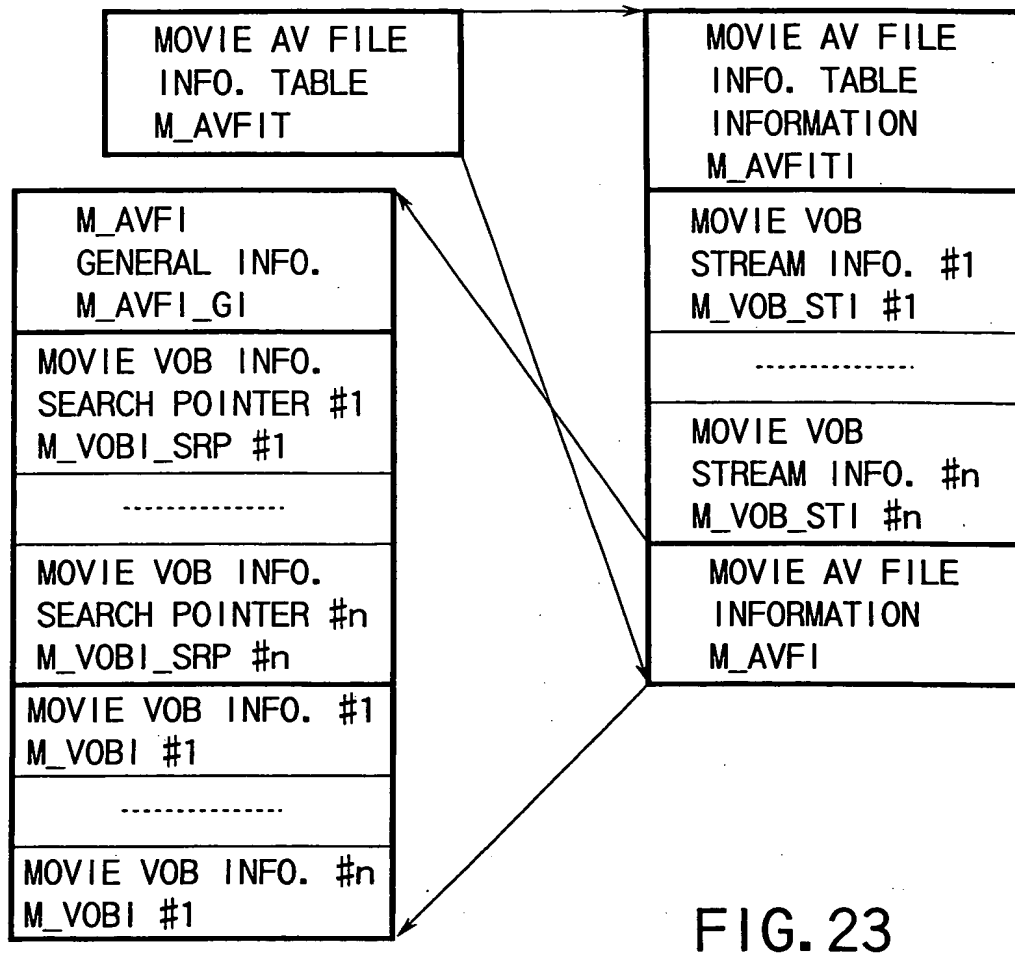 MOVIE AV FILE
INFO. TABLE
M_AVFIT
MOVIE AV FILE
INFO. TABLE
INFORMATION
M_AVFITI
MOVIE VOB
STREAM INFO. #1
M_VOB_STI #1
MOVIE VOB
STREAM INFO. #n
M_VOB_STI #n
MOVIE AV FILE
INFORMATION
M_AVFI
M_AVFI
GENERAL INFO.
M_AVFI_GI
MOVIE VOB INFO.
SEARCH POINTER #1
M_VOBI_SRP #1
MOVIE VOB INFO.
SEARCH POINTER #n
M_VOBI_SRP #n
MOVIE VOB INFO. #1
M_VOBI #1
MOVIE VOB INFO. #n
M_VOBI #1
FIG. 23